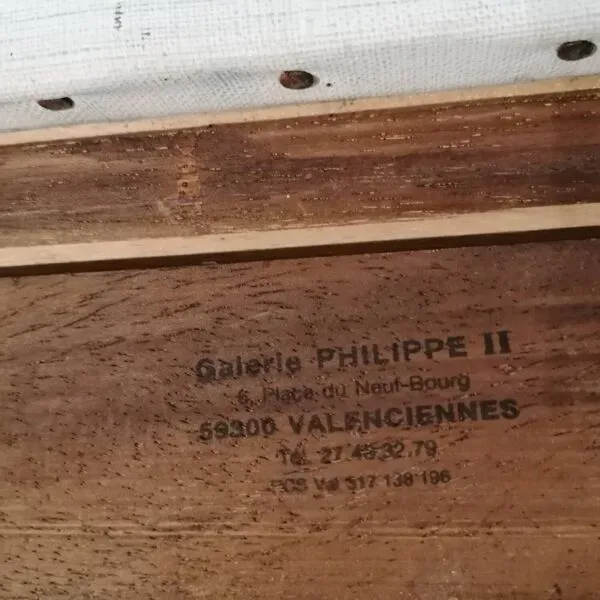 Galerie PHILIPPE II
6, Place du Neuf-Bourg
59300 VALENCIENNES
Tél. 27.45.32.79
RCS Val 317 138 196